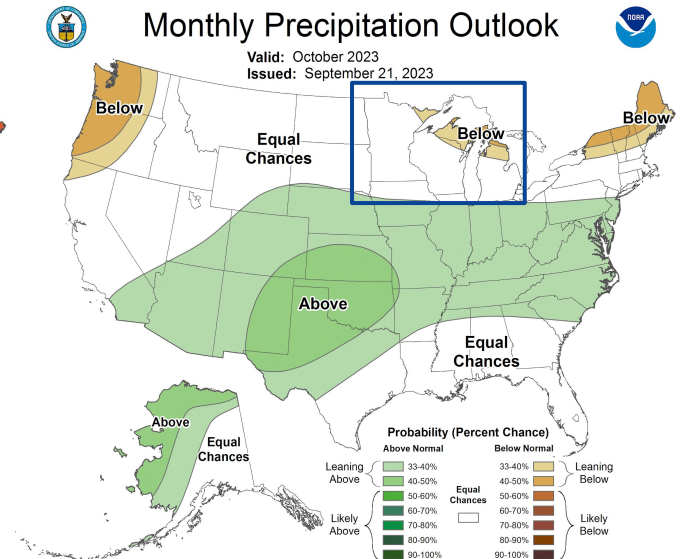 Monthly Precipitation Outlook
NOAA
Valid: October 2023
Issued: September 21, 2023
Below
Equal
Chances
Below
Below
Above
Equal
Chances
Above
Equal
Chances
Probability (Percent Chance)
Above Normal
Below Normal
Leaning
Above
33-40%
40-50%
Likely
Above
50-60%
60-70%
70-80%
80-90%
90-100%
Equal
Chances
33-40%
40-50%
Leaning
Below
50-60%
60-70%
70-80%
80-90%
90-100%
Likely
Below